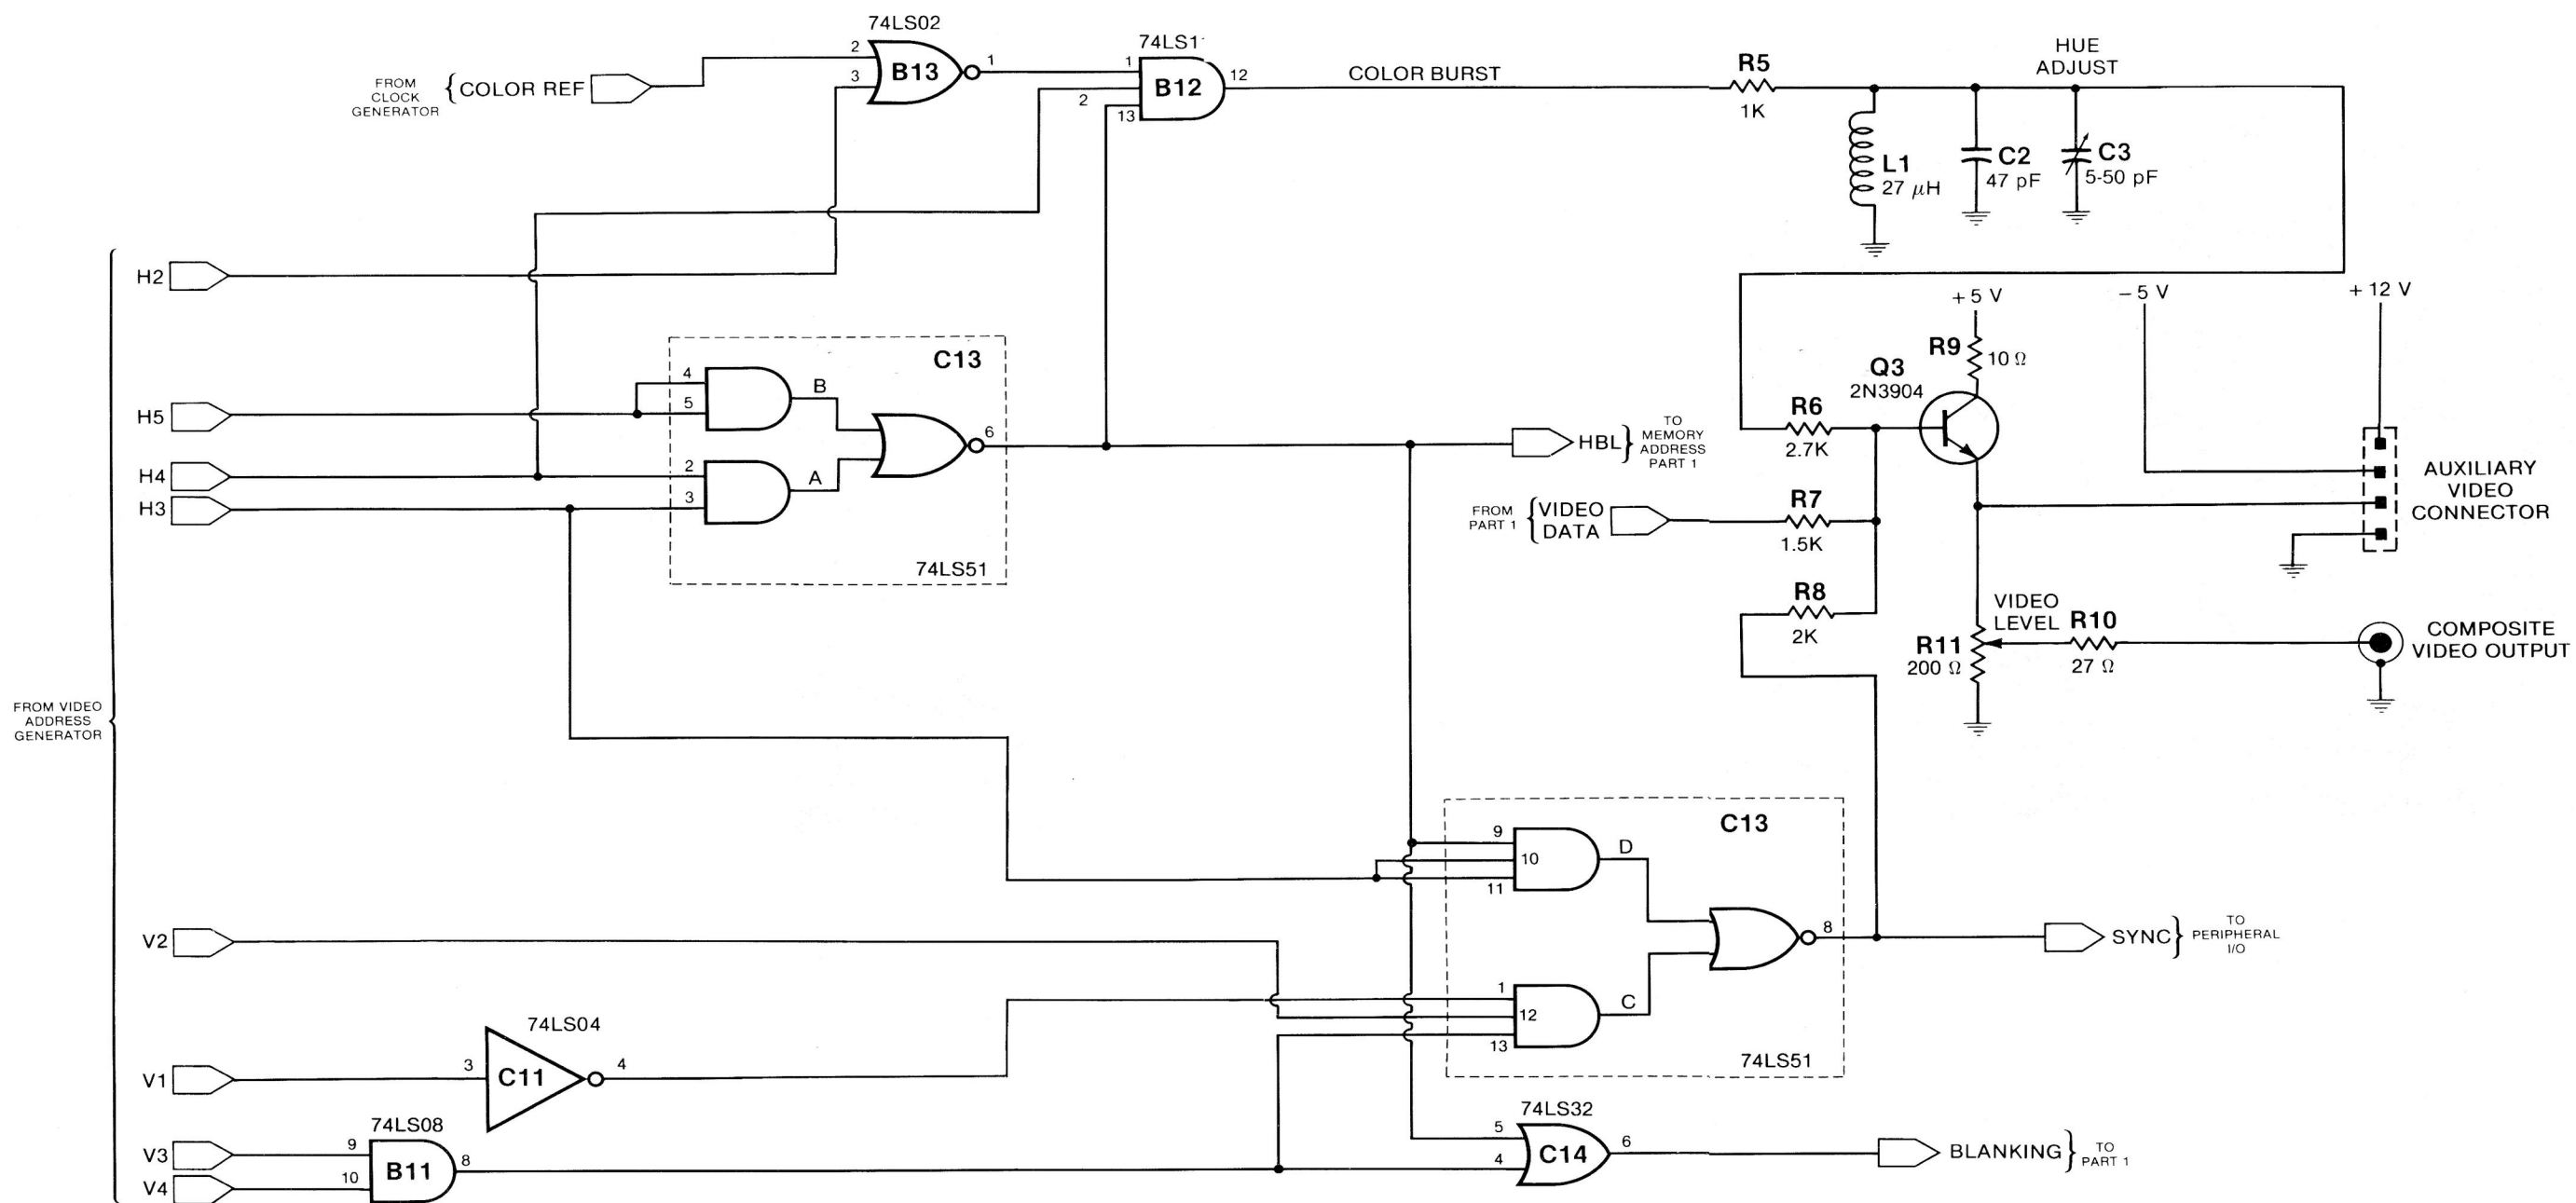 74LS02
2
3
B13
1
FROM
CLOCK
GENERATOR
COLOR REF
74LS1
1
2
13
B12
12
COLOR BURST
R5
1K
HUE
ADJUST
L1
27 μH
C2
47 pF
C3
5-50 pF
H2
H5
H4
H3
C13
4
5
B
2
3
A
6
74LS51
HBL
TO
MEMORY
ADDRESS
PART 1
FROM
PART 1
VIDEO
DATA
R6
2.7K
R7
1.5K
R8
2K
Q3
2N3904
+ 5 V
R9
10 Ω
− 5 V
+ 12 V
AUXILIARY
VIDEO
CONNECTOR
VIDEO
LEVEL
R11
200 Ω
R10
27 Ω
COMPOSITE
VIDEO OUTPUT
FROM VIDEO
ADDRESS
GENERATOR
C13
9
10
11
D
1
12
13
C
8
74LS51
SYNC
TO
PERIPHERAL
I/O
V2
V1
74LS04
3
C11
4
V3
V4
74LS08
9
10
B11
8
74LS32
5
4
C14
6
BLANKING
TO
PART 1